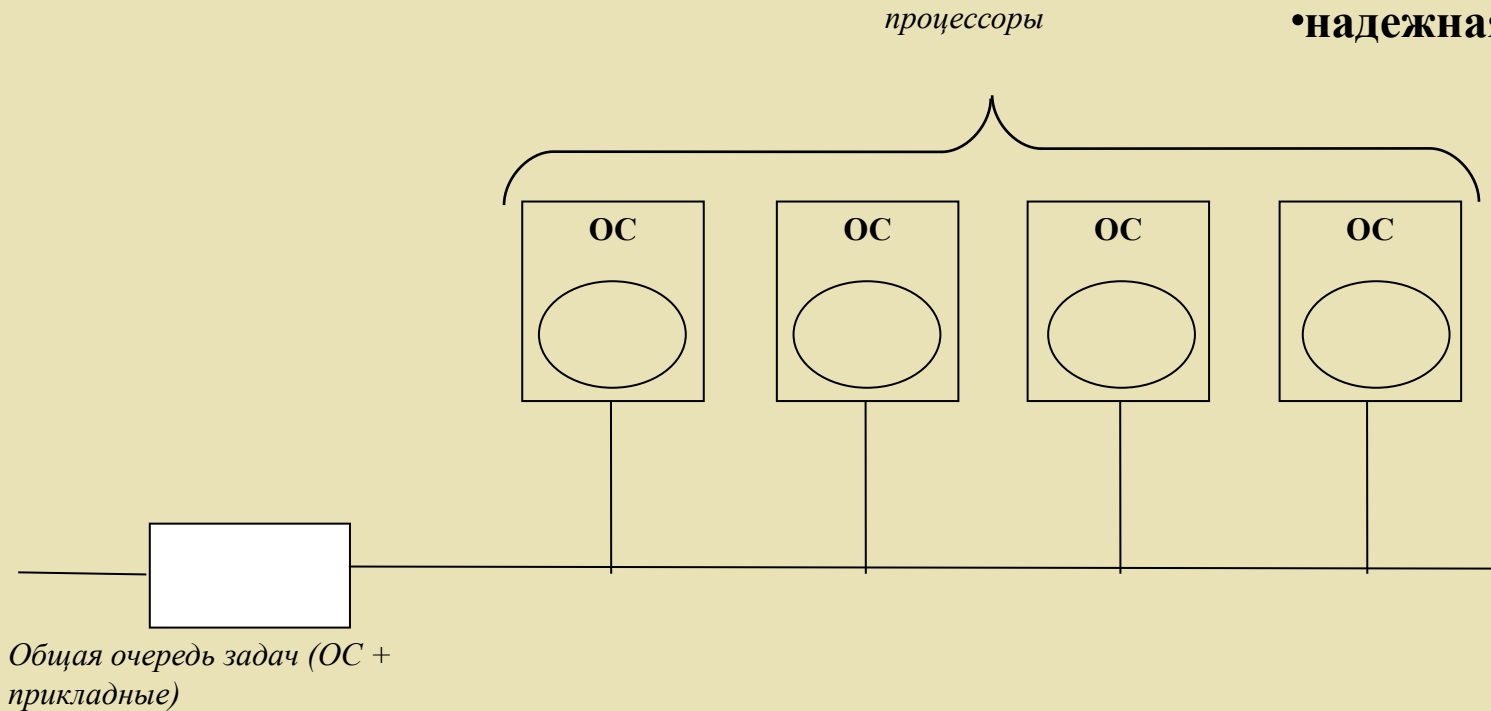 процессоры
•надежная
ОС
ОС
ОС
ОС
Общая очередь задач (ОС +
прикладные)